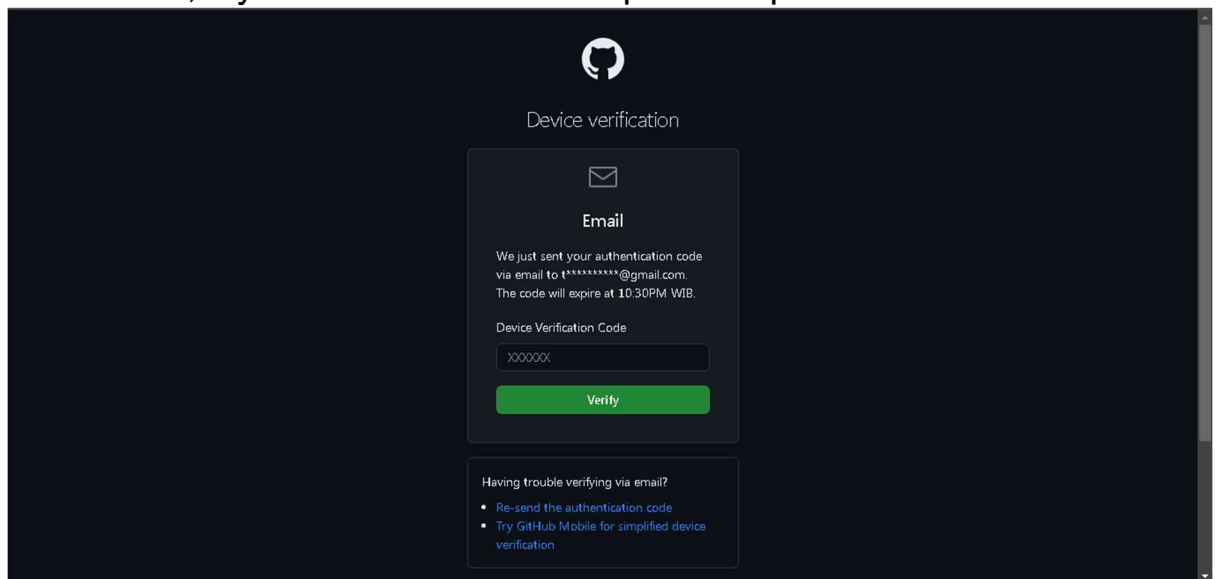 Device verification
Email
We just sent your authentication code
via email to t**********@gmail.com.
The code will expire at 10:30PM WIB.
Device Verification Code
XXXXXX
Verify
Having trouble verifying via email?
Re-send the authentication code
Try GitHub Mobile for simplified device
verification